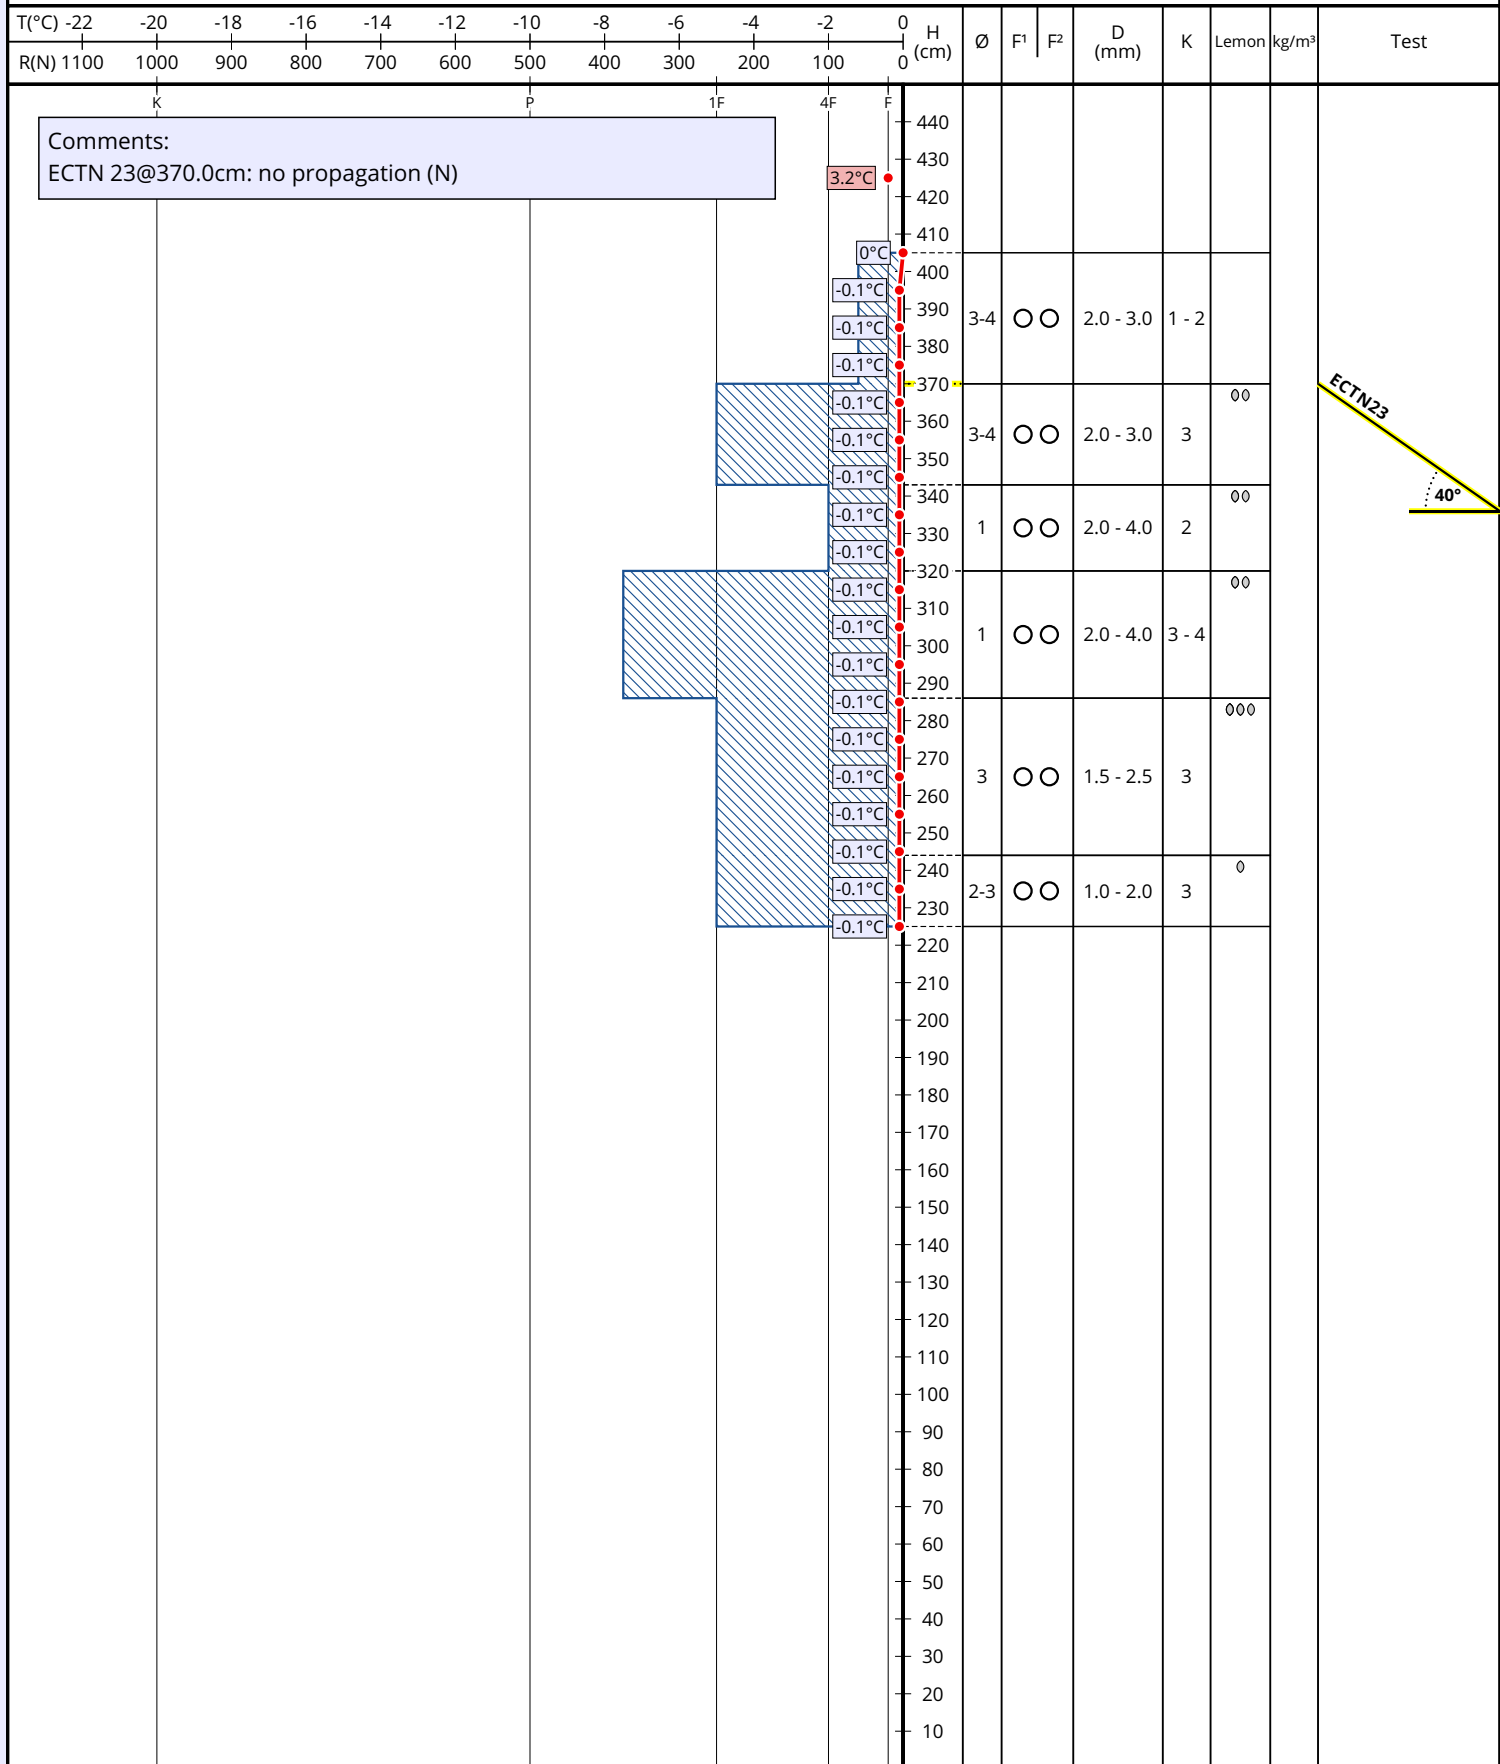 T(°C) -22 -20 -18 -16 -14 -12 -10 -8 -6 -4 -2 0
R(N) 1100 1000 900 800 700 600 500 400 300 200 100 0
H (cm) Ø F¹ F² D (mm) K Lemon kg/m³ Test
K P 1F 4F F
Comments:
ECTN 23@370.0cm: no propagation (N)
440
430
3.2°C
420
410
0°C
400
-0.1°C
390
3-4 2.0 - 3.0 1 - 2
-0.1°C
380
-0.1°C
370
ECTN23
-0.1°C
360
3-4 2.0 - 3.0 3
-0.1°C
350
-0.1°C
340
40°
-0.1°C
330
1 2.0 - 4.0 2
-0.1°C
320
-0.1°C
310
-0.1°C
1 2.0 - 4.0 3 - 4
300
-0.1°C
290
-0.1°C
280
-0.1°C
270
-0.1°C
3 1.5 - 2.5 3
260
-0.1°C
250
-0.1°C
240
-0.1°C
2-3 1.0 - 2.0 3
230
-0.1°C
220
210
200
190
180
170
160
150
140
130
120
110
100
90
80
70
60
50
40
30
20
10